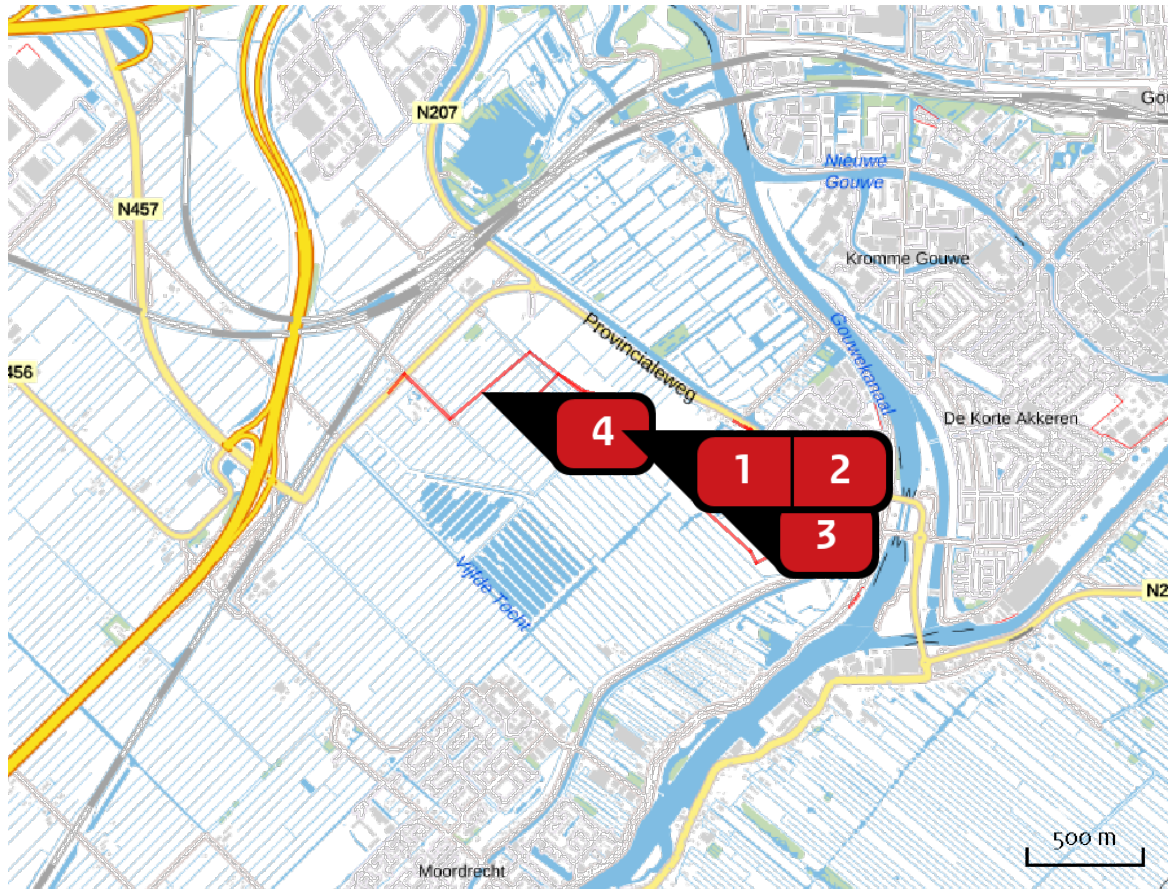 N207
Gou
Nieuwe
Gouwe
N457
Kromme Gouwe
Provincialeweg
Gouwekanaal
456
De Korte Akkeren
4
1
2
3
Vijfde Tocht
N2
500 m
Moordrecht